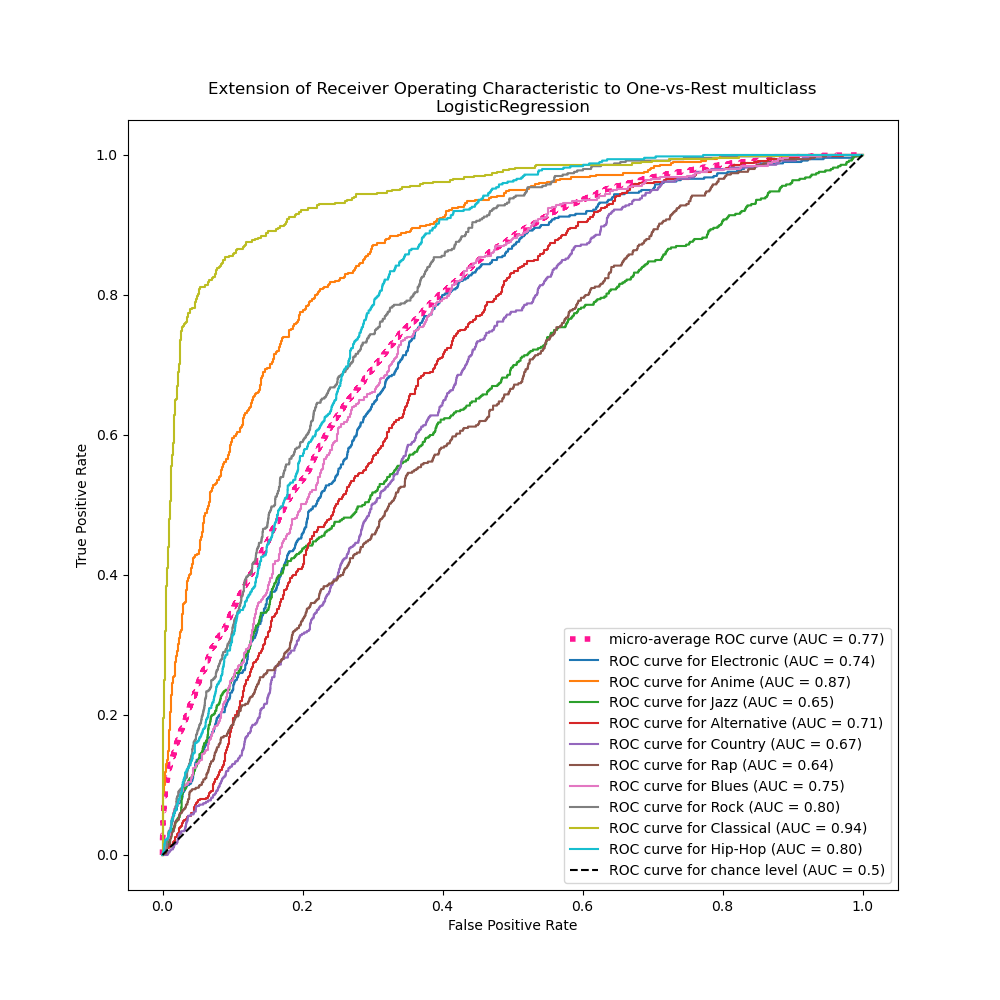 Extension of Receiver Operating Characteristic to One-vs-Rest multiclass
LogisticRegression
True Positive Rate
1.0
0.8
0.6
0.4
0.2
0.0
0.0
0.2
0.4
0.6
0.8
1.0
False Positive Rate
micro-average ROC curve (AUC = 0.77)
ROC curve for Electronic (AUC = 0.74)
ROC curve for Anime (AUC = 0.87)
ROC curve for Jazz (AUC = 0.65)
ROC curve for Alternative (AUC = 0.71)
ROC curve for Country (AUC = 0.67)
ROC curve for Rap (AUC = 0.64)
ROC curve for Blues (AUC = 0.75)
ROC curve for Rock (AUC = 0.80)
ROC curve for Classical (AUC = 0.94)
ROC curve for Hip-Hop (AUC = 0.80)
ROC curve for chance level (AUC = 0.5)